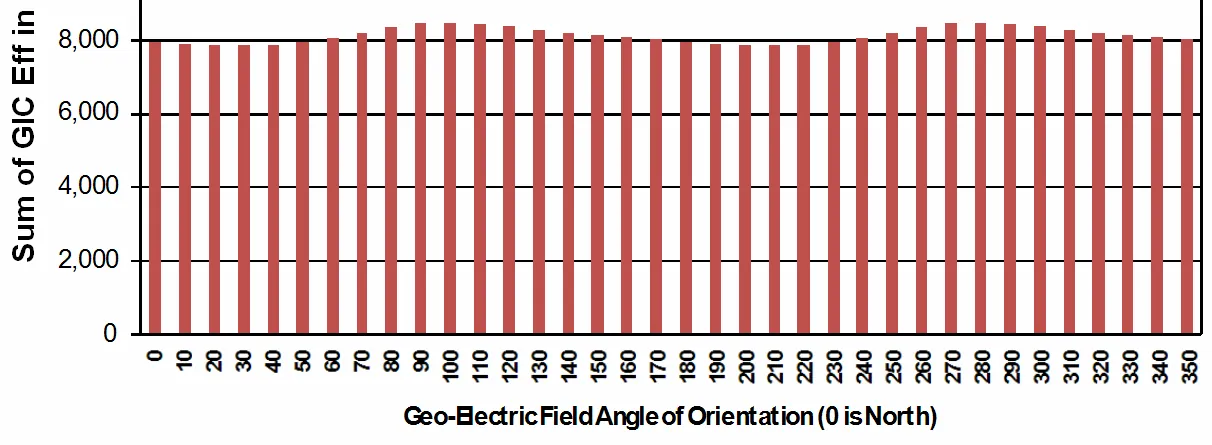 Sum of GIC Eff in
8,000
6,000
4,000
2,000
0
0 10 20 30 40 50 60 70 80 90 100 110 120 130 140 150 160 170 180 190 200 210 220 230 240 250 260 270 280 290 300 310 320 330 340 350
Geo-Electric Field Angle of Orientation (0 is North)